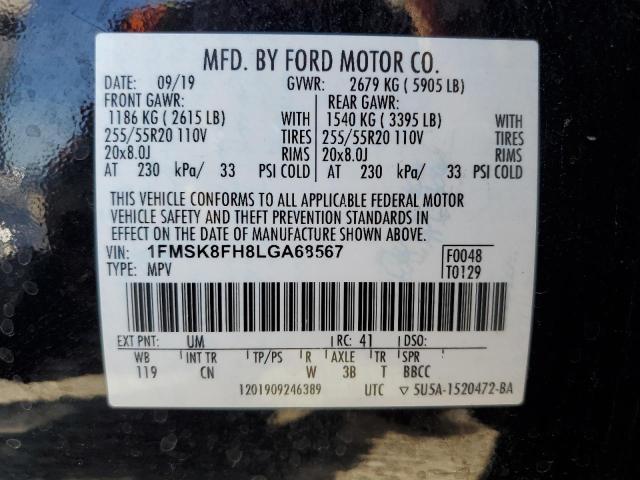 MFD. BY FORD MOTOR CO.
DATE: 09/19 GVWR: 2679 KG ( 5905 LB)
FRONT GAWR: REAR GAWR:
1186 KG ( 2615 LB) WITH 1540 KG ( 3395 LB) WITH
255/55R20 110V TIRES 255/55R20 110V TIRES
20x8.0J RIMS 20x8.0J RIMS
AT 230 kPa/ 33 PSI COLD AT 230 kPa/ 33 PSI COLD
THIS VEHICLE CONFORMS TO ALL APPLICABLE FEDERAL MOTOR
VEHICLE SAFETY AND THEFT PREVENTION STANDARDS IN
EFFECT ON THE DATE OF MANUFACTURE SHOWN ABOVE.
VIN: 1FMSK8FH8LGA68567 F0048
TYPE: MPV T0129
EXT PNT: UM RC: 41 DSO:
WB INT TR TP/PS R AXLE TR SPR
119 CN W 3B T BBCC
1201909246389 UTC ▽ 5U5A-1520472-BA